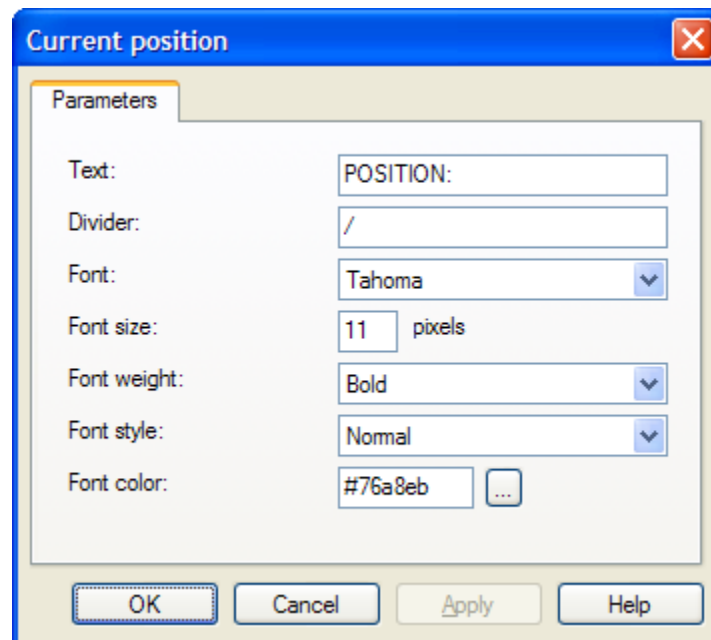 Current position
Parameters
Text: POSITION:
Divider: /
Font: Tahoma
Font size: 11 pixels
Font weight: Bold
Font style: Normal
Font color: #76a8eb ...
OK Cancel Apply Help